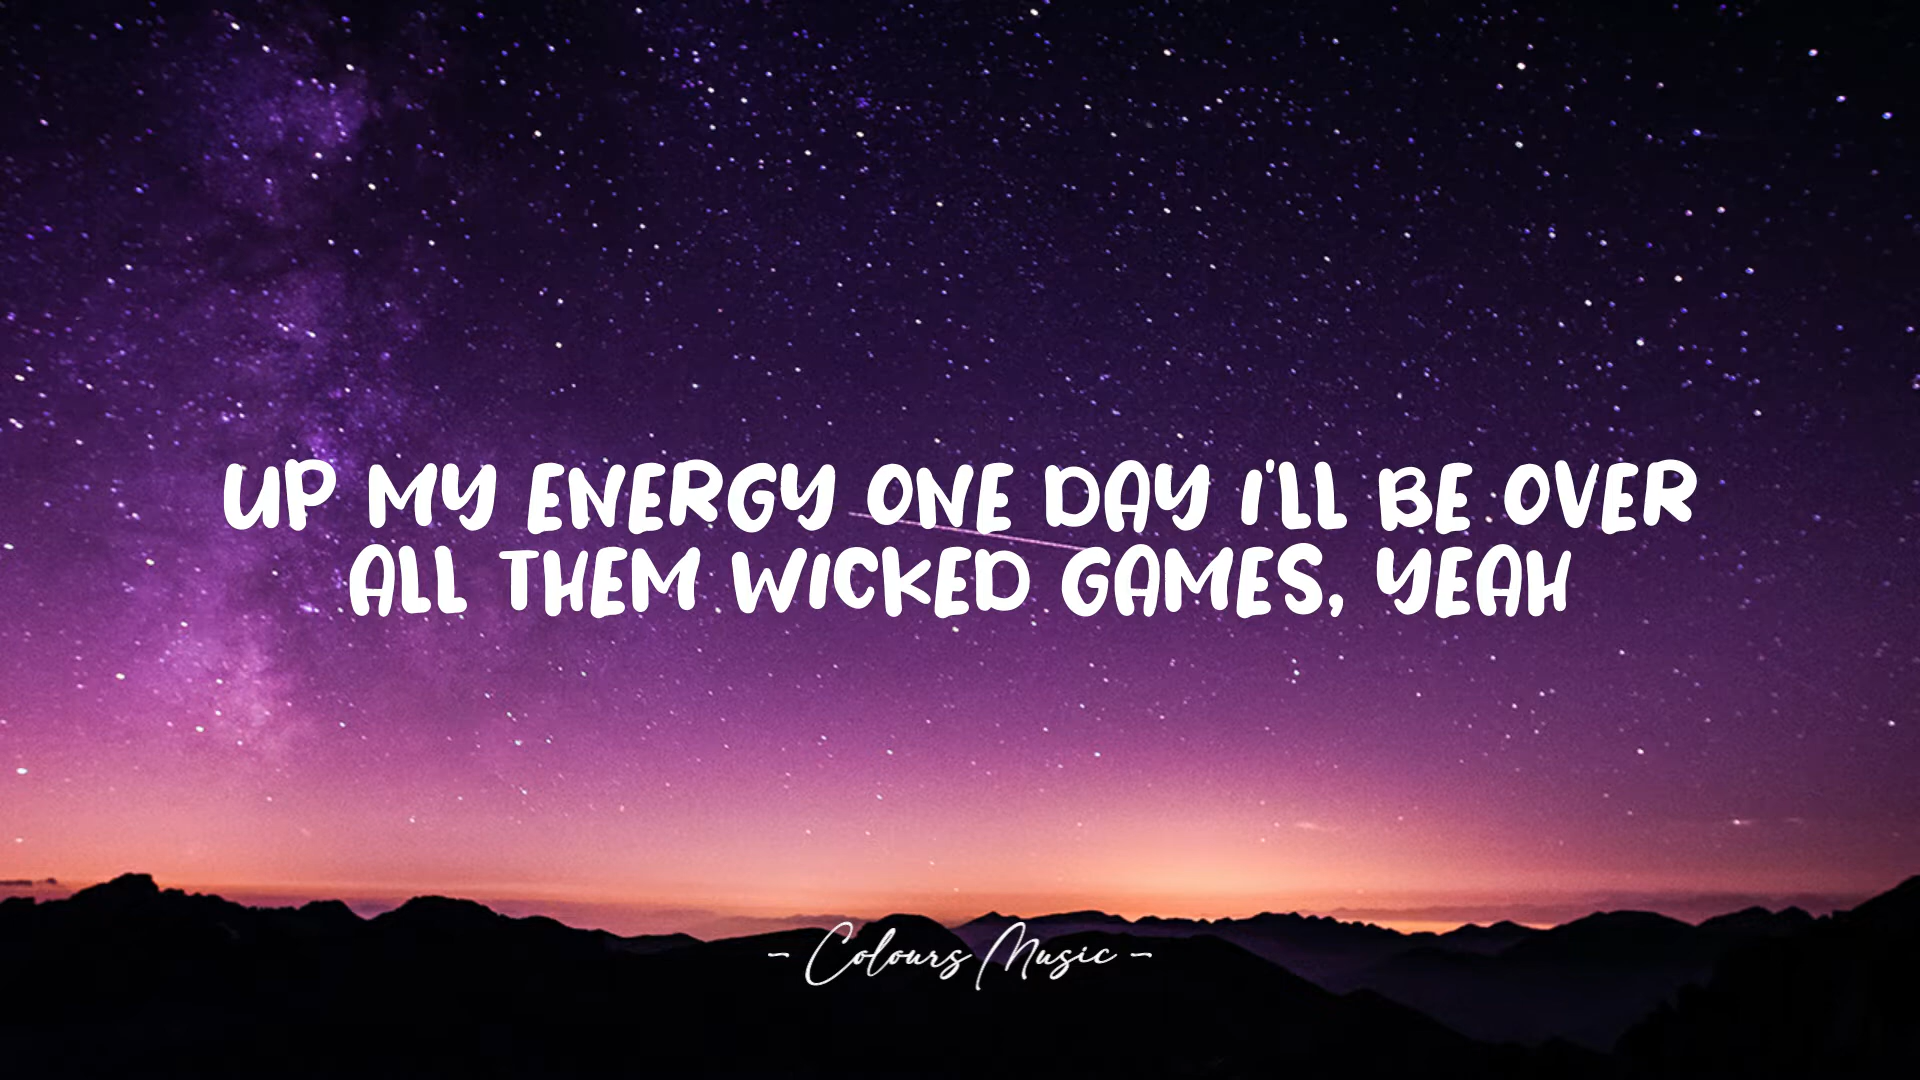 UP MY ENERGY ONE DAY I'LL BE OVER
ALL THEM WICKED GAMES, YEAH
- Colours Music -